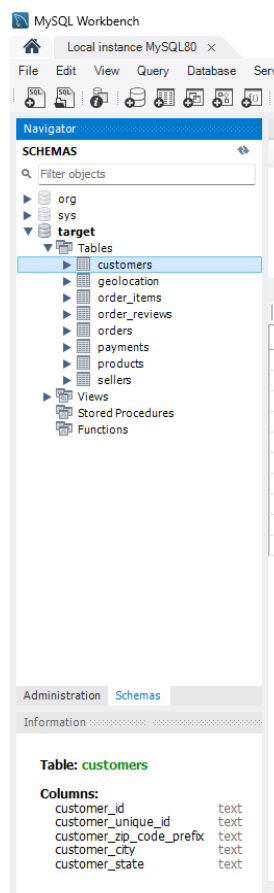 MySQL Workbench
Local instance MySQL80 ×
File Edit View Query Database
SQL SQL
Navigator
SCHEMAS
Filter objects
org
sys
target
Tables
customers
geolocation
order_items
order_reviews
orders
payments
products
sellers
Views
Stored Procedures
Functions
Administration Schemas
Information
Table: customers
Columns:
customer_id text
customer_unique_id text
customer_zip_code_prefix text
customer_city text
customer_state text